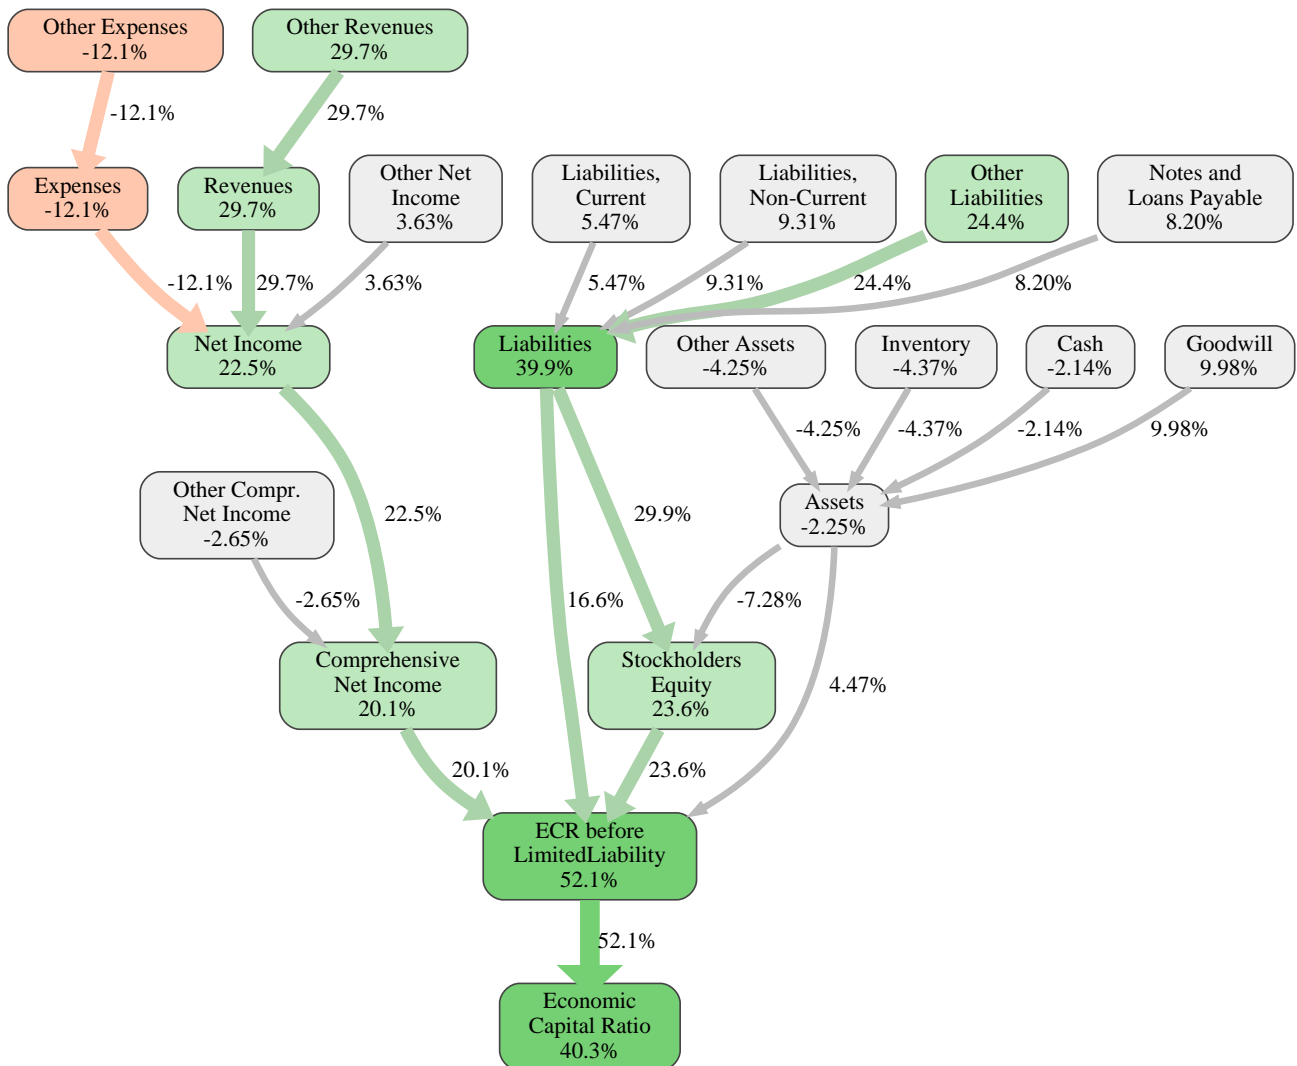 Other Expenses
-12.1%
Other Revenues
29.7%
-12.1%
29.7%
Expenses
-12.1%
Revenues
29.7%
Other Net
Income
3.63%
Liabilities,
Current
5.47%
Liabilities,
Non-Current
9.31%
Other
Liabilities
24.4%
Notes and
Loans Payable
8.20%
-12.1%
29.7%
3.63%
5.47%
9.31%
24.4%
8.20%
Net Income
22.5%
Liabilities
39.9%
Other Assets
-4.25%
Inventory
-4.37%
Cash
-2.14%
Goodwill
9.98%
-4.25%
-4.37%
-2.14%
9.98%
Other Compr.
Net Income
-2.65%
22.5%
29.9%
Assets
-2.25%
-2.65%
16.6%
-7.28%
Comprehensive
Net Income
20.1%
Stockholders
Equity
23.6%
4.47%
20.1%
23.6%
ECR before
LimitedLiability
52.1%
52.1%
Economic
Capital Ratio
40.3%